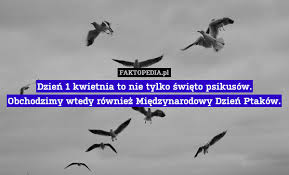 FAKTOPEDIA.pl
Dzień 1 kwietnia to nie tylko święto psikusów.
Obchodzimy wtedy również Międzynarodowy Dzień Ptaków.